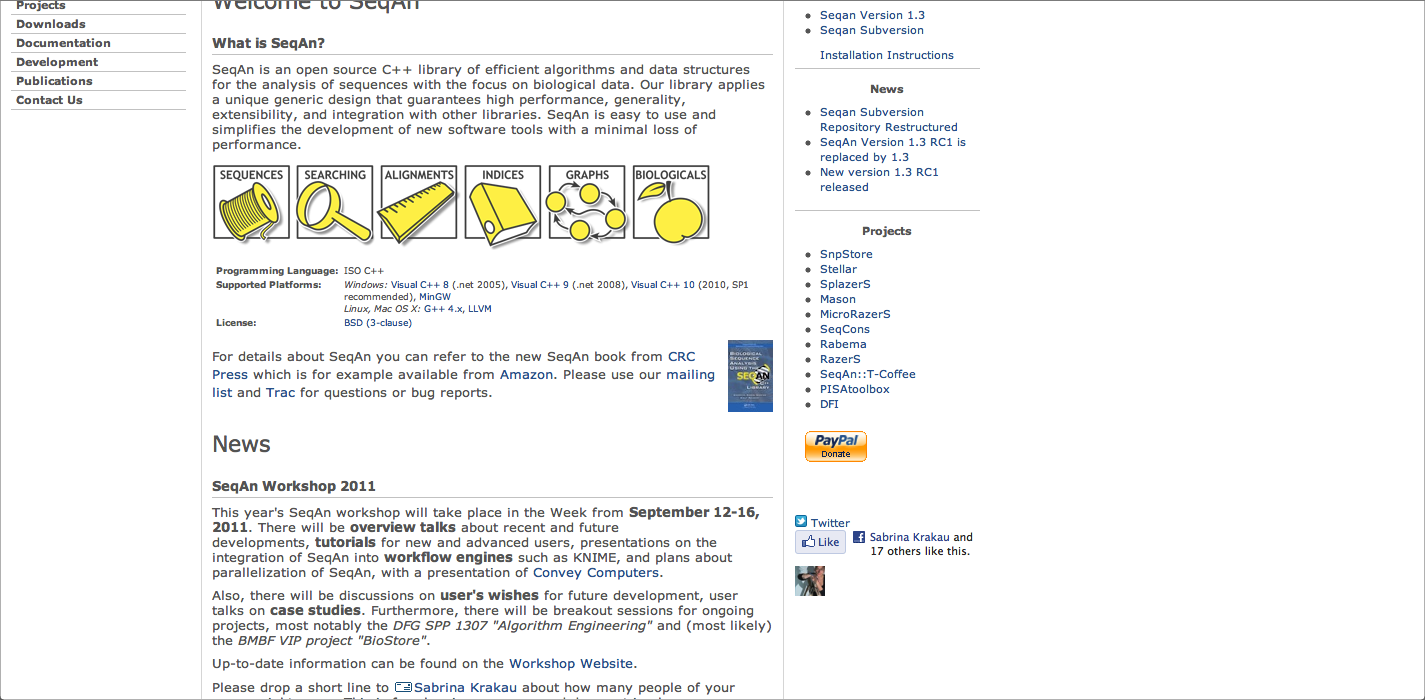 Projects
Downloads
Documentation
Development
Publications
Contact Us
Welcome to SeqAn
What is SeqAn?
SeqAn is an open source C++ library of efficient algorithms and data structures
for the analysis of sequences with the focus on biological data. Our library applies
a unique generic design that guarantees high performance, generality,
extensibility, and integration with other libraries. SeqAn is easy to use and
simplifies the development of new software tools with a minimal loss of
performance.
SEQUENCES SEARCHING ALIGNMENTS INDICES GRAPHS BIOLOGICALS
Programming Language: ISO C++
Supported Platforms: Windows: Visual C++ 8 (.net 2005), Visual C++ 9 (.net 2008), Visual C++ 10 (2010, SP1
recommended), MinGW
Linux, Mac OS X: G++ 4.x, LLVM
License: BSD (3-clause)
For details about SeqAn you can refer to the new SeqAn book from CRC
Press which is for example available from Amazon. Please use our mailing
list and Trac for questions or bug reports.
BIOLOGICAL
SEQUENCE
ANALYSIS
USING THE
SEQAN
C++
LIBRARY
News
SeqAn Workshop 2011
This year's SeqAn workshop will take place in the Week from September 12-16,
2011. There will be overview talks about recent and future
developments, tutorials for new and advanced users, presentations on the
integration of SeqAn into workflow engines such as KNIME, and plans about
parallelization of SeqAn, with a presentation of Convey Computers.
Also, there will be discussions on user's wishes for future development, user
talks on case studies. Furthermore, there will be breakout sessions for ongoing
projects, most notably the DFG SPP 1307 "Algorithm Engineering" and (most likely)
the BMBF VIP project "BioStore".
Up-to-date information can be found on the Workshop Website.
Please drop a short line to Sabrina Krakau about how many people of your
Seqan Version 1.3
Seqan Subversion
Installation Instructions
News
Seqan Subversion
Repository Restructured
SeqAn Version 1.3 RC1 is
replaced by 1.3
New version 1.3 RC1
released
Projects
SnpStore
Stellar
SplazerS
Mason
MicroRazerS
SeqCons
Rabema
RazerS
SeqAn::T-Coffee
PISAtoolbox
DFI
PayPal
Donate
Twitter
Like
Sabrina Krakau and
17 others like this.